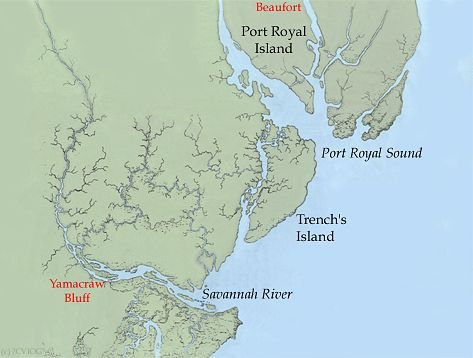 Beaufort
Port Royal
Island
Port Royal Sound
Trench's
Island
Yamacraw
Bluff
Savannah River